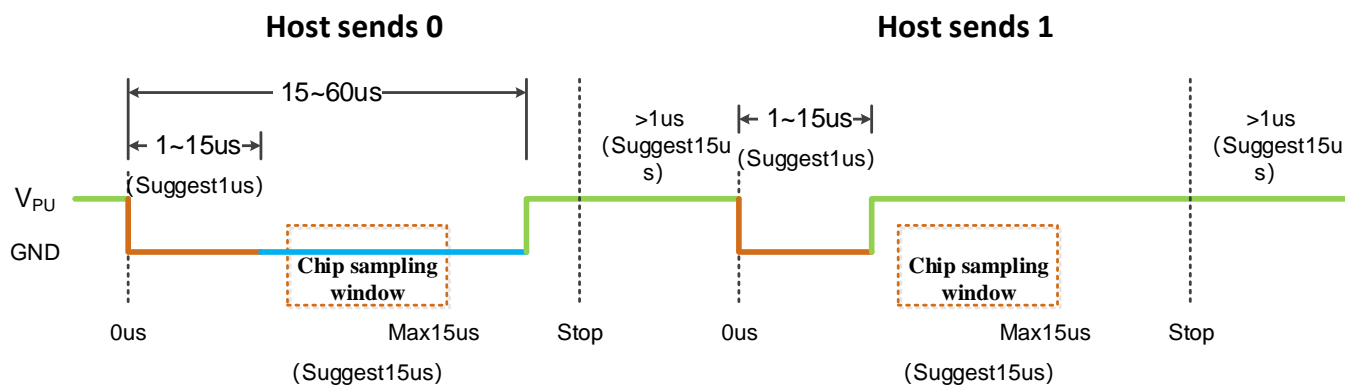 Host sends 0
Host sends 1
15~60us
1~15us
(Suggest1us)
>1us
(Suggest15u
s)
1~15us
(Suggest1us)
>1us
(Suggest15u
s)
VPU
GND
Chip sampling
window
Chip sampling
window
0us
Max15us
Stop
0us
Max15us
Stop
(Suggest15us)
(Suggest15us)